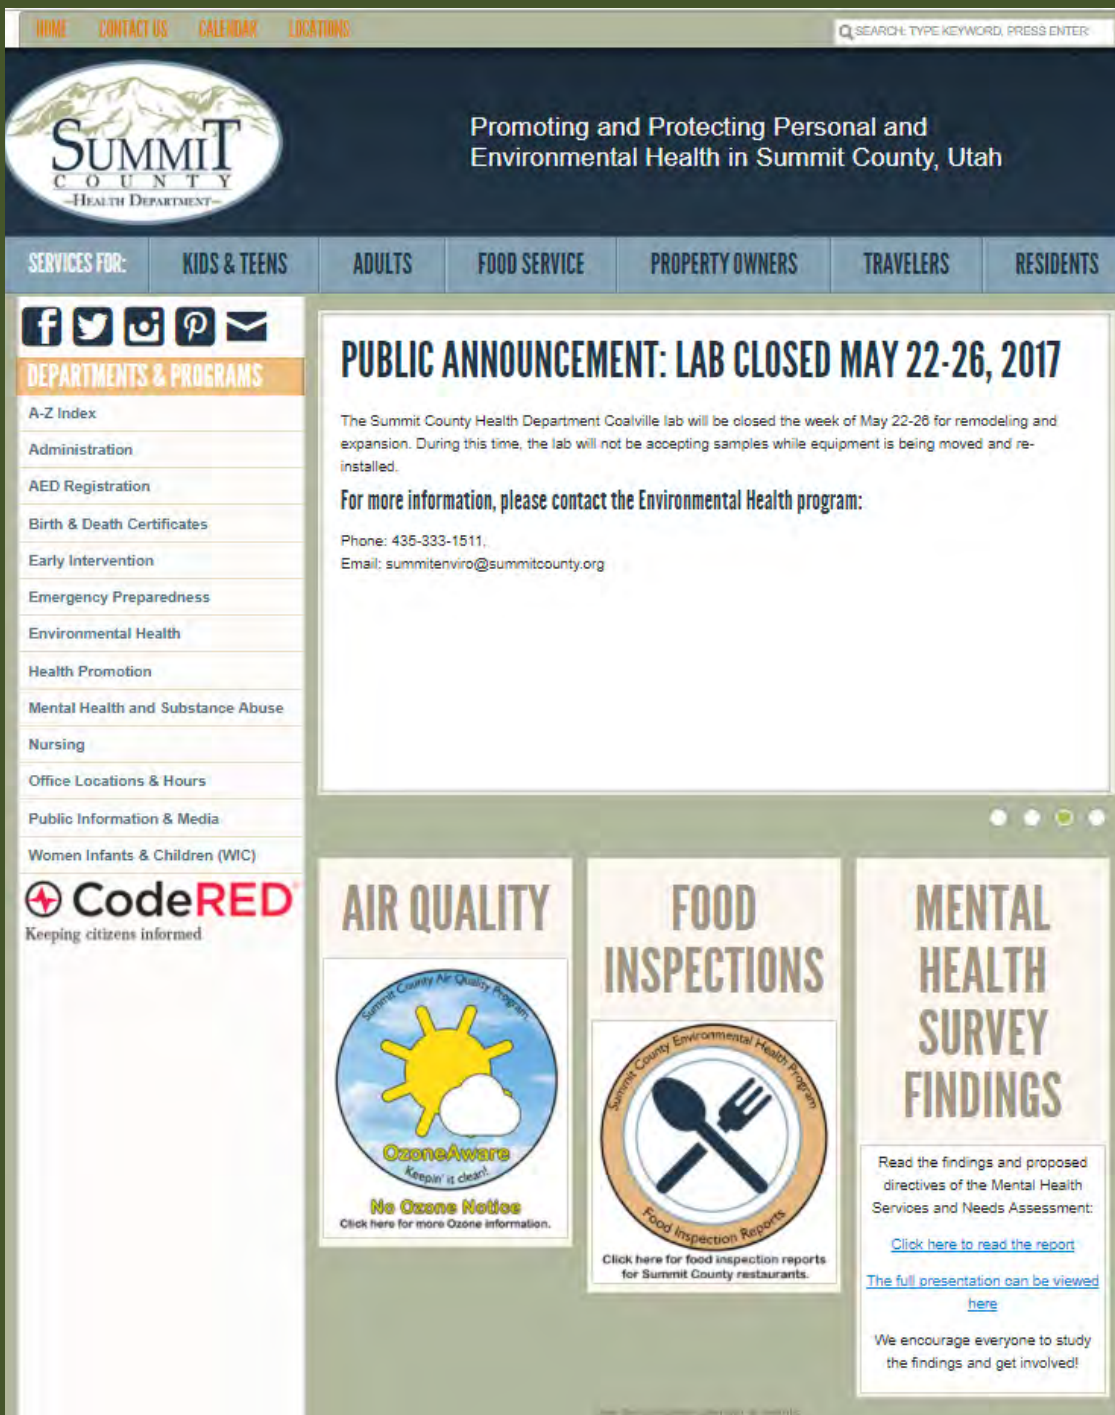 HOME CONTACT US CALENDAR LOCATIONS
SEARCH: TYPE KEYWORD, PRESS ENTER
SUMMIT
COUNTY
-HEALTH DEPARTMENT-
Promoting and Protecting Personal and
Environmental Health in Summit County, Utah
SERVICES FOR: KIDS & TEENS ADULTS FOOD SERVICE PROPERTY OWNERS TRAVELERS RESIDENTS
DEPARTMENTS & PROGRAMS
A-Z Index
Administration
AED Registration
Birth & Death Certificates
Early Intervention
Emergency Preparedness
Environmental Health
Health Promotion
Mental Health and Substance Abuse
Nursing
Office Locations & Hours
Public Information & Media
Women Infants & Children (WIC)
CodeRED
Keeping citizens informed
PUBLIC ANNOUNCEMENT: LAB CLOSED MAY 22-26, 2017
The Summit County Health Department Coalville lab will be closed the week of May 22-26 for remodeling and
expansion. During this time, the lab will not be accepting samples while equipment is being moved and re-
installed.
For more information, please contact the Environmental Health program:
Phone: 435-333-1511.
Email: summitenviro@summitcounty.org
AIR QUALITY
Summit County Air Quality Program
OzoneAware
Keepin' it clean!
No Ozone Notice
Click here for more Ozone information.
FOOD
INSPECTIONS
Summit County Environmental Health Program
Food Inspection Reports
Click here for food inspection reports
for Summit County restaurants.
MENTAL
HEALTH
SURVEY
FINDINGS
Read the findings and proposed
directives of the Mental Health
Services and Needs Assessment:
Click here to read the report
The full presentation can be viewed
here
We encourage everyone to study
the findings and get involved!